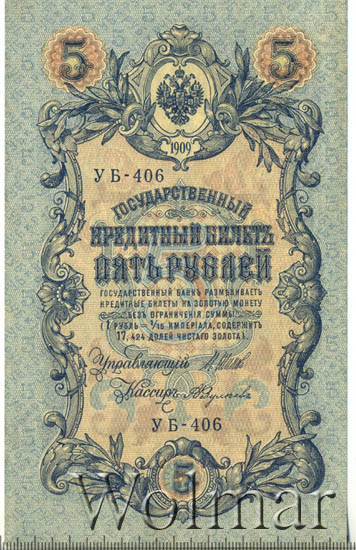 5 5
1909
УБ-406
ГОСУДАРСТВЕННЫЙ
КРЕДИТНЫЙ БИЛЕТЪ
ПЯТЬ РУБЛЕЙ
ГОСУДАРСТВЕННЫЙ БАНКЪ РАЗМѢНИВАЕТЪ
КРЕДИТНЫЕ БИЛЕТЫ НА ЗОЛОТУЮ МОНЕТУ
БЕЗЪ ОГРАНИЧЕНІЯ СУММЫ
(1 РУБЛЬ = 1/15 ИМПЕРІАЛА, СОДЕРЖИТЪ
17,424 ДОЛЕЙ ЧИСТАГО ЗОЛОТА).
Управляющій
Кассиръ
УБ-406
5
Wolmar